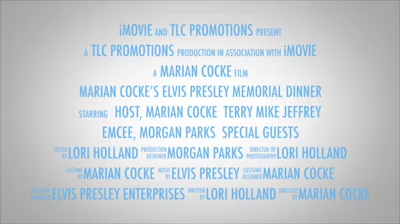 iMOVIE AND TLC PROMOTIONS PRESENT
A TLC PROMOTIONS PRODUCTION IN ASSOCIATION WITH iMOVIE
A MARIAN COCKE FILM
MARIAN COCKE'S ELVIS PRESLEY MEMORIAL DINNER
STARRING HOST, MARIAN COCKE TERRY MIKE JEFFREY
EMCEE, MORGAN PARKS SPECIAL GUESTS
EDITED BY LORI HOLLAND PRODUCTION DESIGNER MORGAN PARKS DIRECTOR OF PHOTOGRAPHY LORI HOLLAND
CASTING BY MARIAN COCKE MUSIC BY ELVIS PRESLEY COSTUME DESIGNER MARIAN COCKE
ELVIS PRESLEY ENTERPRISES WRITTEN BY LORI HOLLAND DIRECTED BY MARIAN COCKE